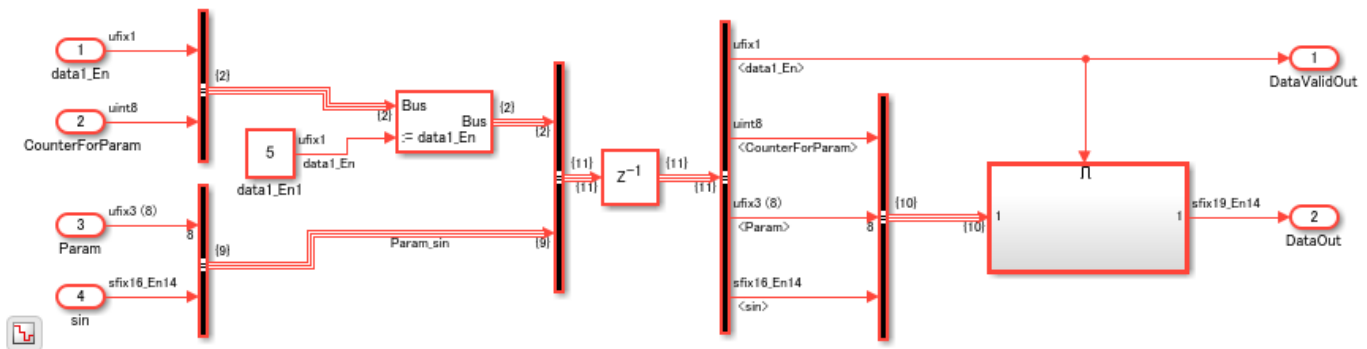 1
ufix1
data1_En
2
uint8
CounterForParam
{2}
{2}
5
ufix1
data1_En
data1_En1
Bus
Bus
:= data1_En
{2}
{2}
3
ufix3 (8)
8
Param
4
sfix16_En14
sin
{9}
Param_sin
{9}
{11}
{11}
z-1
{11}
{11}
ufix1
<data1_En>
uint8
<CounterForParam>
ufix3 (8)
8
<Param>
sfix16_En14
<sin>
{10}
{10}
1
1
sfix19_En14
1
DataValidOut
2
DataOut